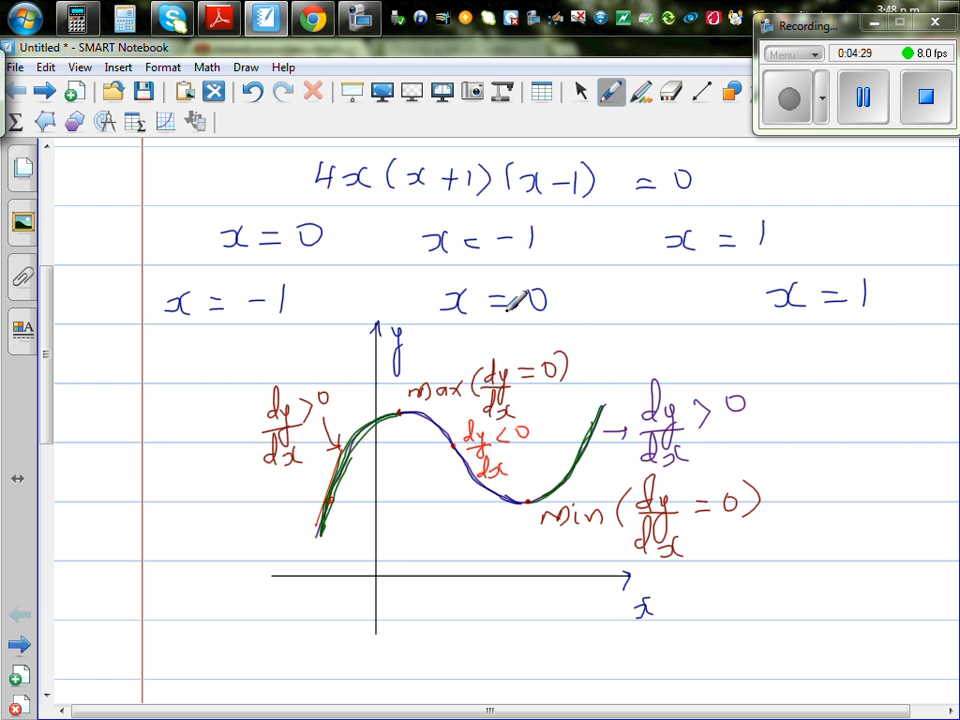 3:48 p.m.
Recording...
Untitled * - SMART Notebook
Menu
0:04:29
8.0 fps
File Edit View Insert Format Math Draw Help
4x(x+1)(x-1) = 0
x = 0 x = -1 x = 1
x = -1 x = 0 x = 1
y
max (dy/dx = 0)
dy/dx > 0
dy/dx < 0
dy/dx > 0
min (dy/dx = 0)
x